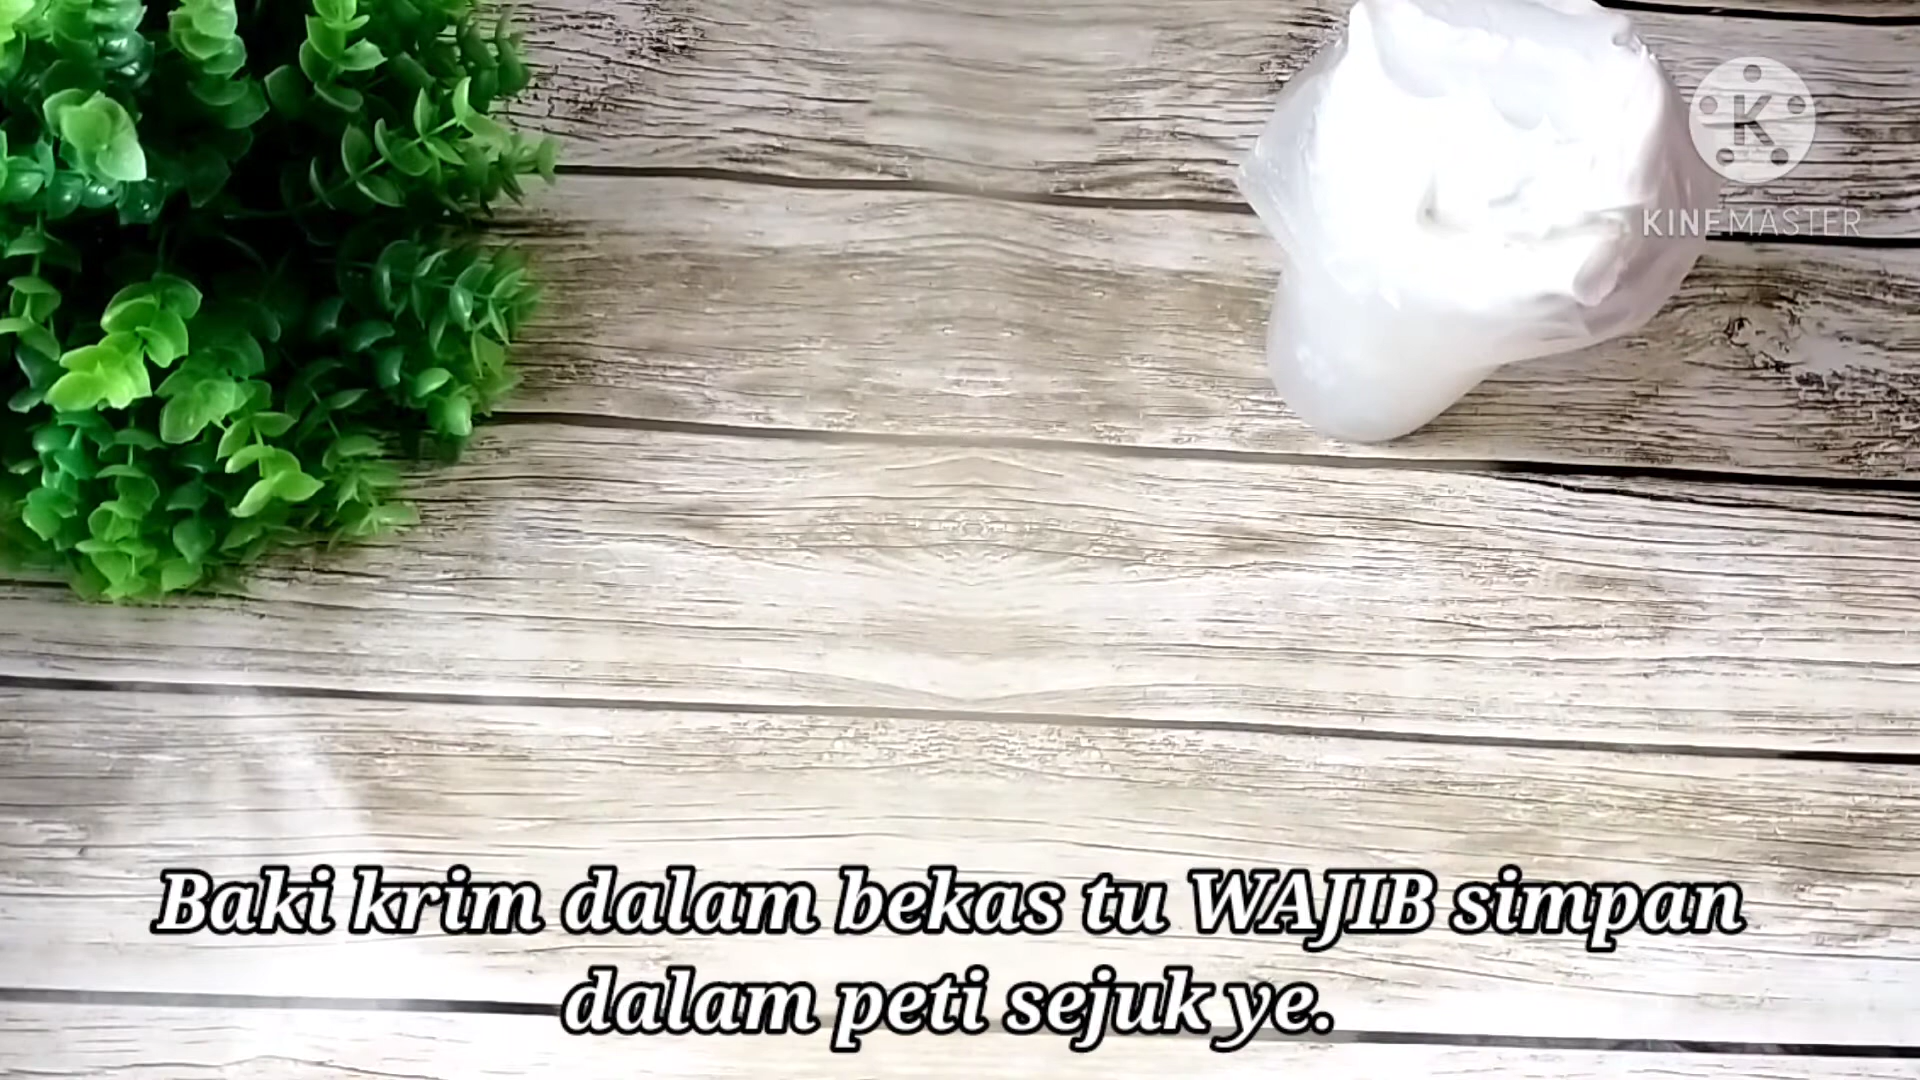 K
KINEMASTER
Baki krim dalam bekas tu WAJIB simpan
dalam peti sejuk ye.